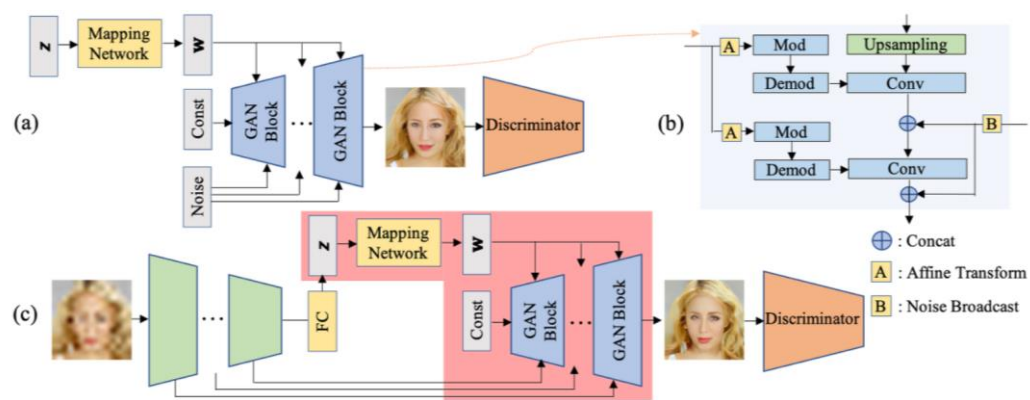 z
Mapping
Network
w
Const
GAN
Block
...
GAN Block
Noise
Discriminator
(a)
A
Mod
Upsampling
Demod
Conv
(b)
B
A
Mod
Demod
Conv
: Concat
A : Affine Transform
B : Noise Broadcast
(c)
...
FC
z
Mapping
Network
w
Const
GAN
Block
...
GAN Block
Discriminator